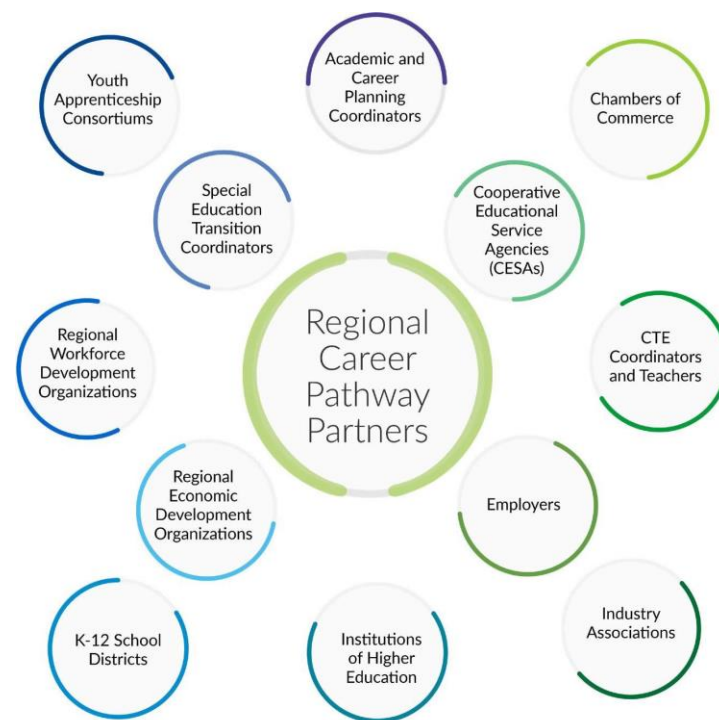 Youth
Apprenticeship
Consortiums
Academic and
Career
Planning
Coordinators
Chambers of
Commerce
Special
Education
Transition
Coordinators
Cooperative
Educational
Service
Agencies
(CESAs)
Regional
Career
Pathway
Partners
Regional
Workforce
Development
Organizations
CTE
Coordinators
and Teachers
Regional
Economic
Development
Organizations
Employers
K-12 School
Districts
Institutions
of Higher
Education
Industry
Associations